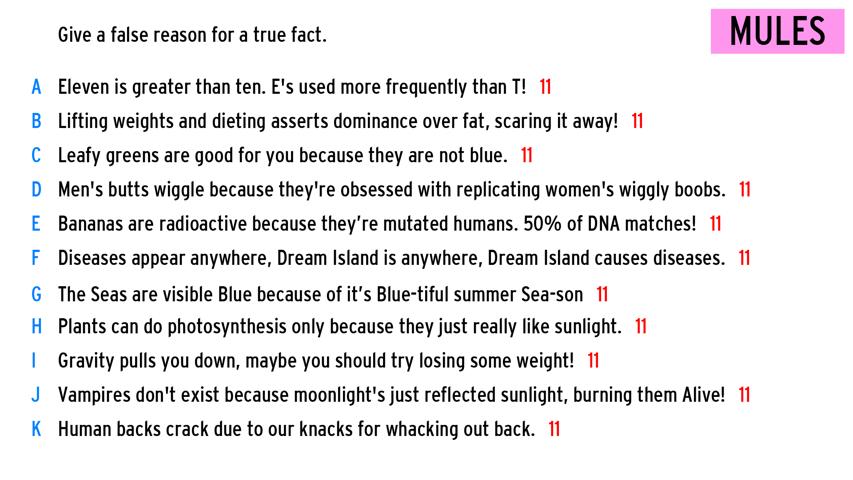 Give a false reason for a true fact.
MULES
A Eleven is greater than ten. E's used more frequently than T! 11
B Lifting weights and dieting asserts dominance over fat, scaring it away! 11
C Leafy greens are good for you because they are not blue. 11
D Men's butts wiggle because they're obsessed with replicating women's wiggly boobs. 11
E Bananas are radioactive because they’re mutated humans. 50% of DNA matches! 11
F Diseases appear anywhere, Dream Island is anywhere, Dream Island causes diseases. 11
G The Seas are visible Blue because of it’s Blue-tiful summer Sea-son 11
H Plants can do photosynthesis only because they just really like sunlight. 11
I Gravity pulls you down, maybe you should try losing some weight! 11
J Vampires don't exist because moonlight's just reflected sunlight, burning them Alive! 11
K Human backs crack due to our knacks for whacking out back. 11